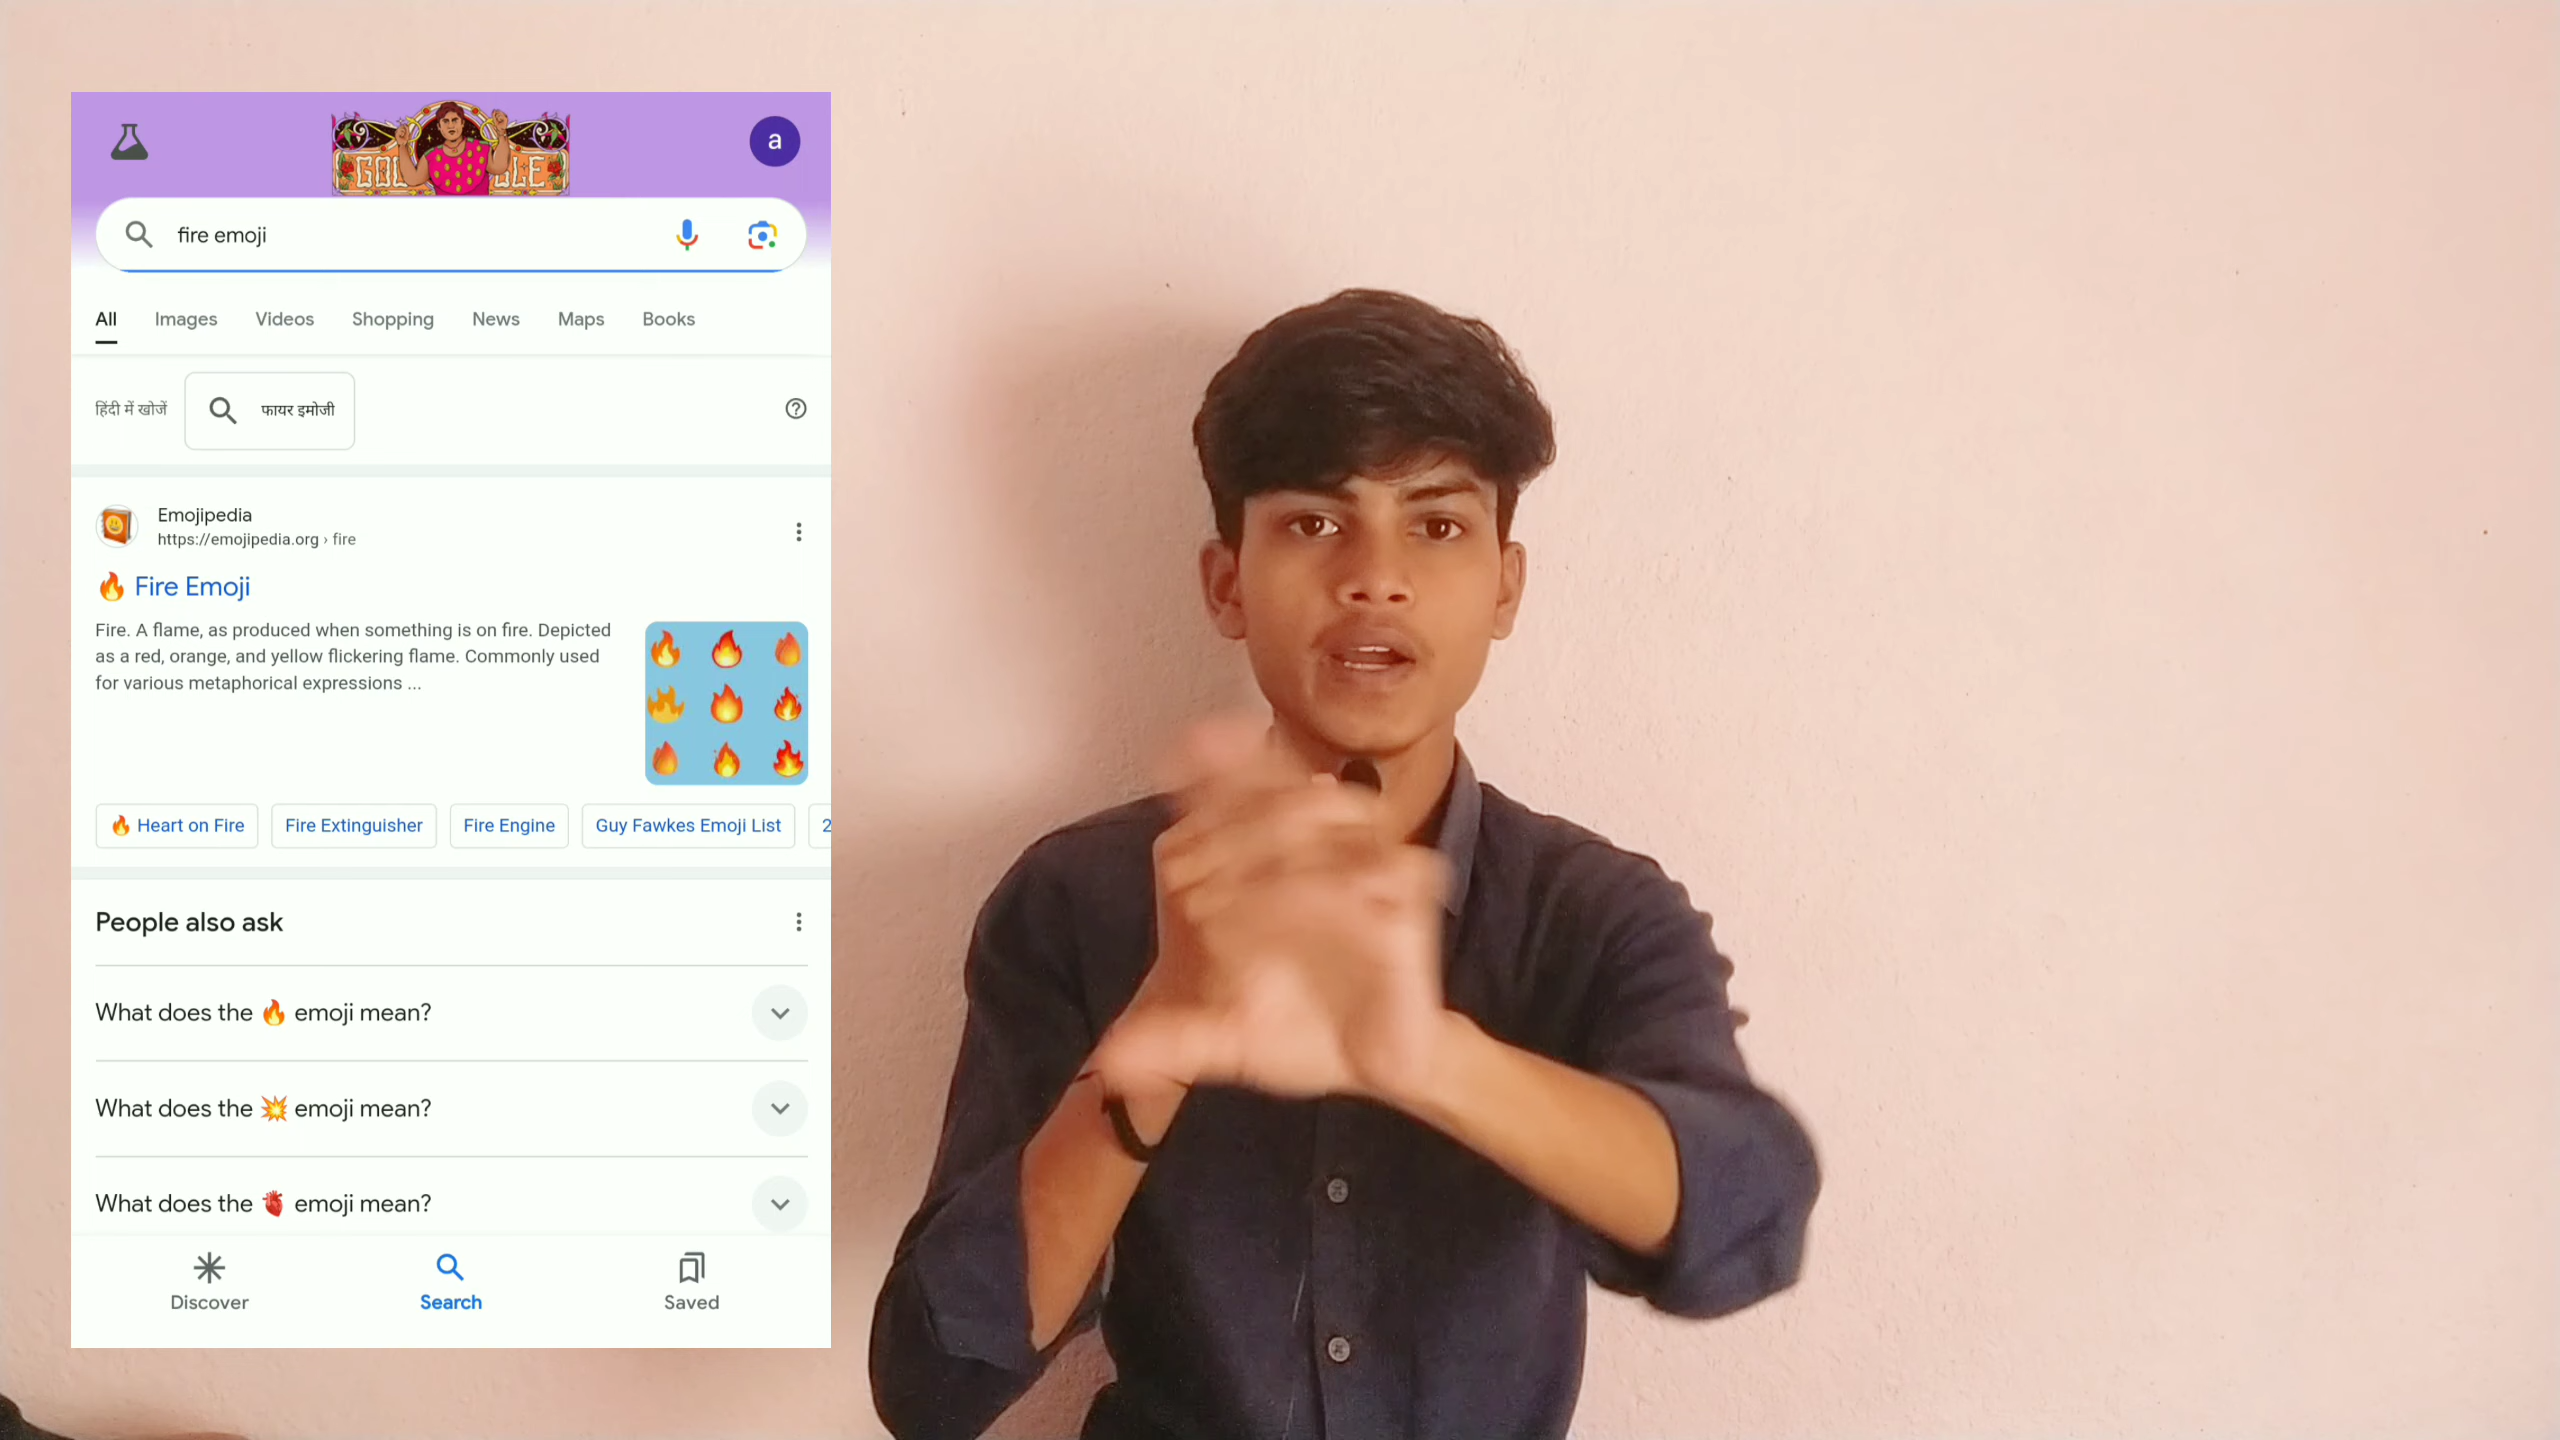 a
GOOGLE
fire emoji
All Images Videos Shopping News Maps Books
हिंदी में खोजें फायर इमोजी
Emojipedia
https://emojipedia.org › fire
🔥 Fire Emoji
Fire. A flame, as produced when something is on fire. Depicted
as a red, orange, and yellow flickering flame. Commonly used
for various metaphorical expressions ...
🔥 Heart on Fire Fire Extinguisher Fire Engine Guy Fawkes Emoji List 2
People also ask
What does the 🔥 emoji mean?
What does the 💥 emoji mean?
What does the 🫀 emoji mean?
Discover Search Saved